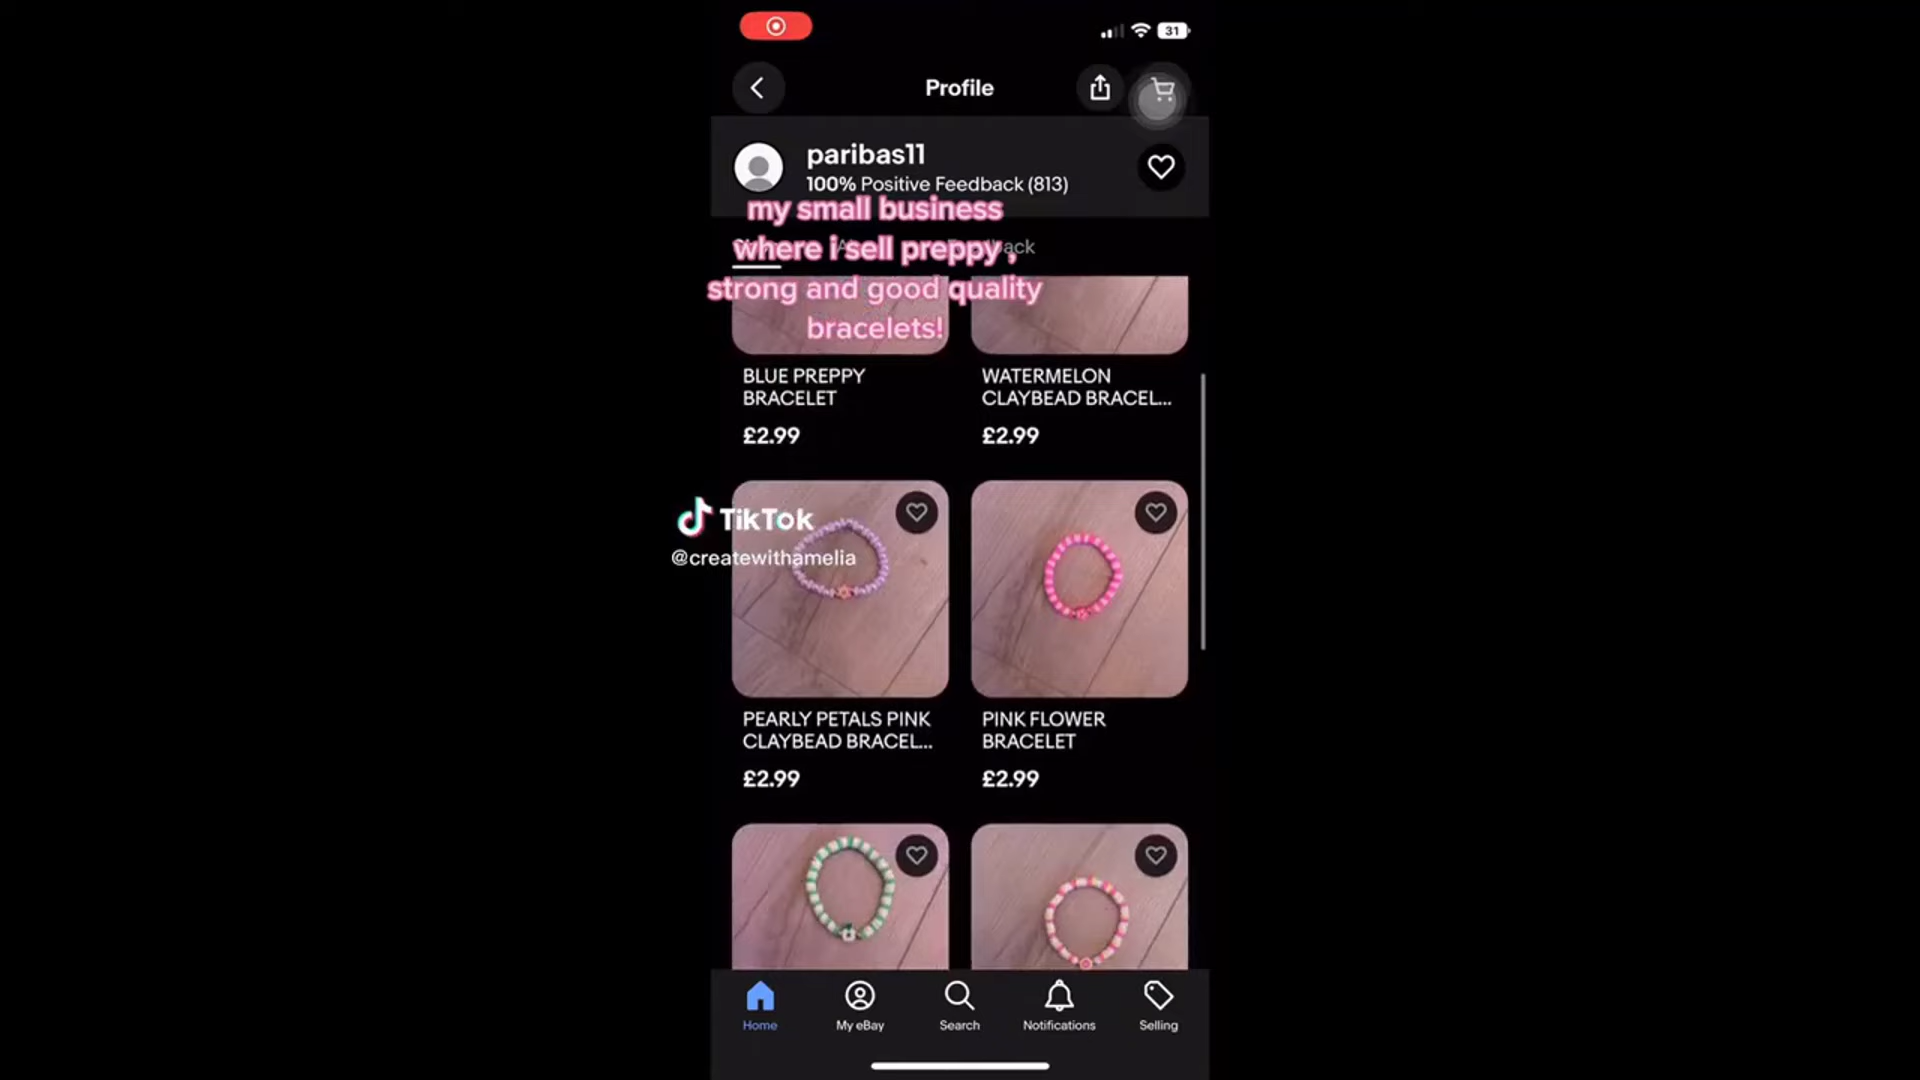 31
Profile
paribas11
100% Positive Feedback (813)
my small business
where i sell preppy ,
strong and good quality
bracelets!
BLUE PREPPY
BRACELET
£2.99
WATERMELON
CLAYBEAD BRACEL...
£2.99
TikTok
@createwithamelia
PEARLY PETALS PINK
CLAYBEAD BRACEL...
£2.99
PINK FLOWER
BRACELET
£2.99
Home
My eBay
Search
Notifications
Selling